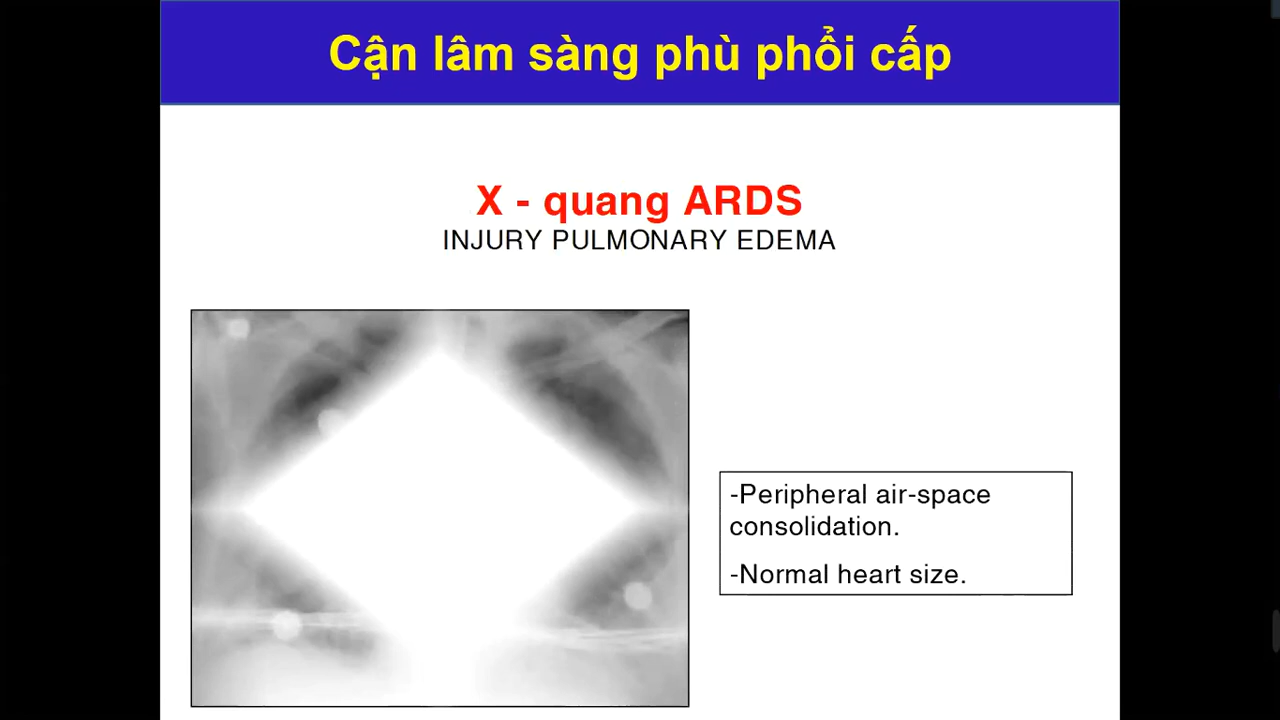 Cận lâm sàng phù phổi cấp
X - quang ARDS
INJURY PULMONARY EDEMA
-Peripheral air-space
consolidation.
-Normal heart size.